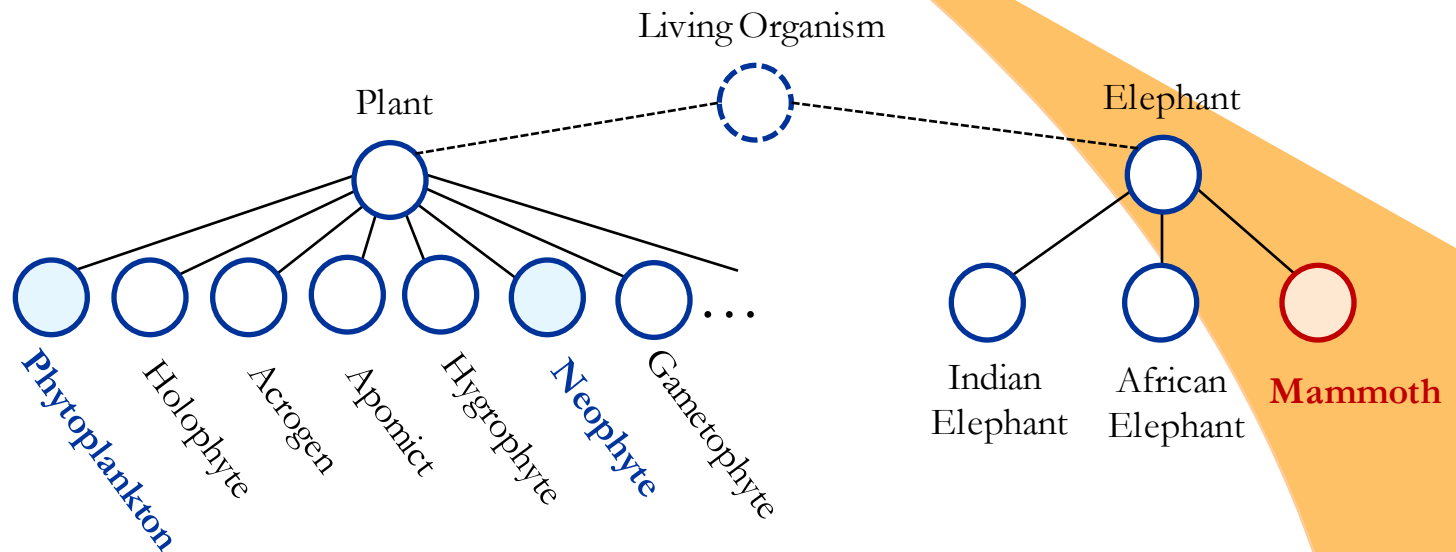 Living Organism
Plant
Elephant
Phytoplankton
Holophyte
Acrogen
Apomict
Hygrophyte
Neophyte
Gametophyte
...
Indian
Elephant
African
Elephant
Mammoth